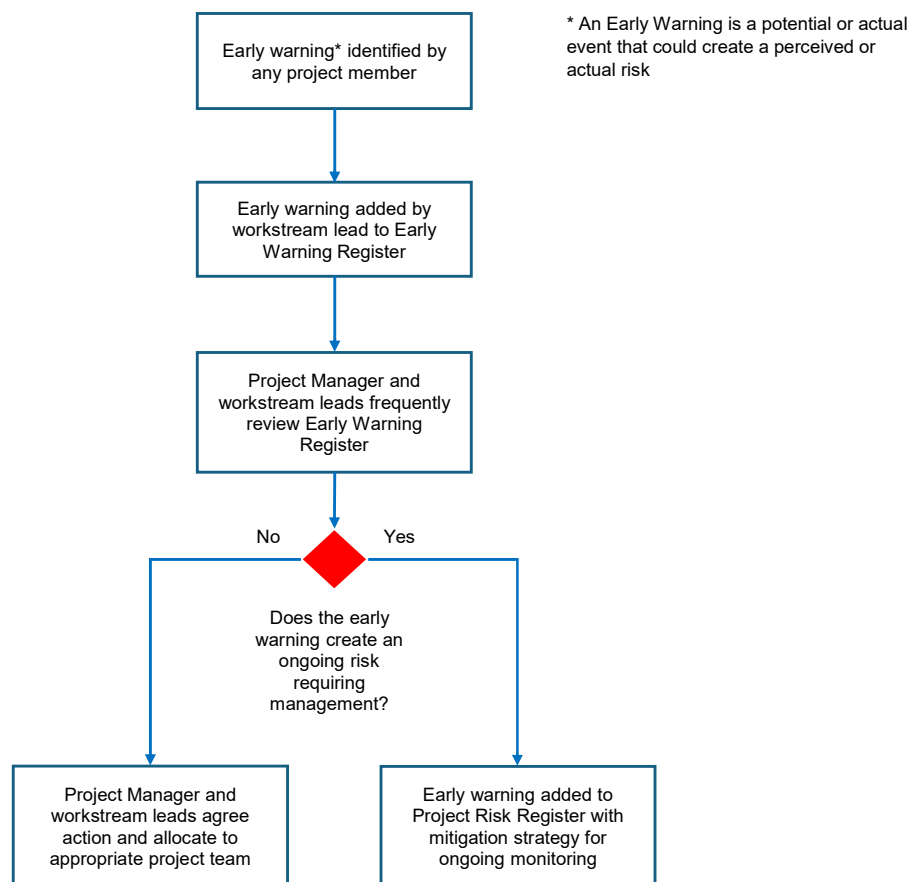 Early warning* identified by
any project member
* An Early Warning is a potential or actual
event that could create a perceived or
actual risk
Early warning added by
workstream lead to Early
Warning Register
Project Manager and
workstream leads frequently
review Early Warning
Register
No
Yes
Does the early
warning create an
ongoing risk
requiring
management?
Project Manager and
workstream leads agree
action and allocate to
appropriate project team
Early warning added to
Project Risk Register with
mitigation strategy for
ongoing monitoring